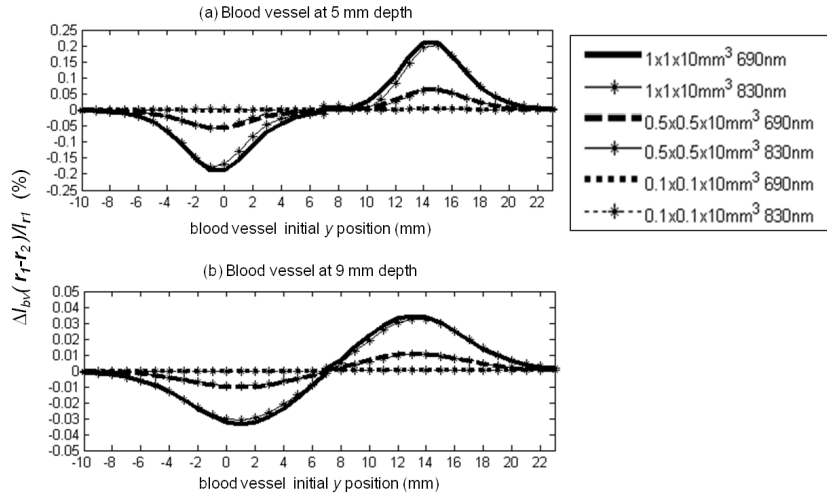 (a) Blood vessel at 5 mm depth
0.25
0.2
0.15
0.1
0.05
0
-0.05
-0.1
-0.15
-0.2
-0.25
-10 -8 -6 -4 -2 0 2 4 6 8 10 12 14 16 18 20 22
blood vessel initial y position (mm)
1x1x10mm³ 690nm
1x1x10mm³ 830nm
0.5x0.5x10mm³ 690nm
0.5x0.5x10mm³ 830nm
0.1x0.1x10mm³ 690nm
0.1x0.1x10mm³ 830nm
ΔI_bv(r₁-r₂)/I_r1 (%)
(b) Blood vessel at 9 mm depth
0.05
0.04
0.03
0.02
0.01
0
-0.01
-0.02
-0.03
-0.04
-0.05
-10 -8 -6 -4 -2 0 2 4 6 8 10 12 14 16 18 20 22
blood vessel initial y position (mm)